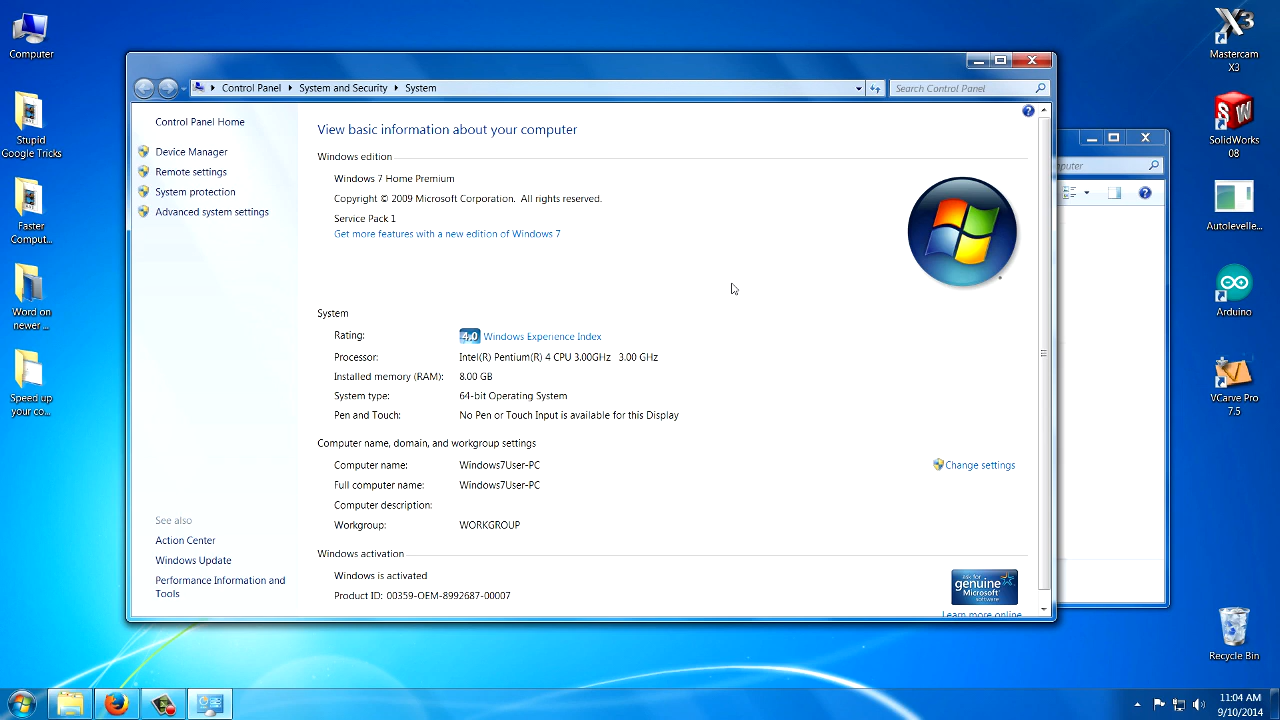 Computer
Stupid
Google Tricks
Faster
Comput...
Word on
newer ...
Speed up
your co...
Control Panel
System and Security
System
Search Control Panel
Control Panel Home
Device Manager
Remote settings
System protection
Advanced system settings
See also
Action Center
Windows Update
Performance Information and
Tools
View basic information about your computer
Windows edition
Windows 7 Home Premium
Copyright © 2009 Microsoft Corporation. All rights reserved.
Service Pack 1
Get more features with a new edition of Windows 7
System
Rating:
4,0 Windows Experience Index
Processor:
Intel(R) Pentium(R) 4 CPU 3.00GHz 3.00 GHz
Installed memory (RAM):
8.00 GB
System type:
64-bit Operating System
Pen and Touch:
No Pen or Touch Input is available for this Display
Computer name, domain, and workgroup settings
Computer name:
Windows7User-PC
Change settings
Full computer name:
Windows7User-PC
Computer description:
Workgroup:
WORKGROUP
Windows activation
Windows is activated
Product ID: 00359-OEM-8992687-00007
ask for
genuine
Microsoft
software
Learn more online
puter
Mastercam
X3
SolidWorks
08
Autolevelle...
Arduino
VCarve Pro
7.5
Recycle Bin
11:04 AM
9/10/2014